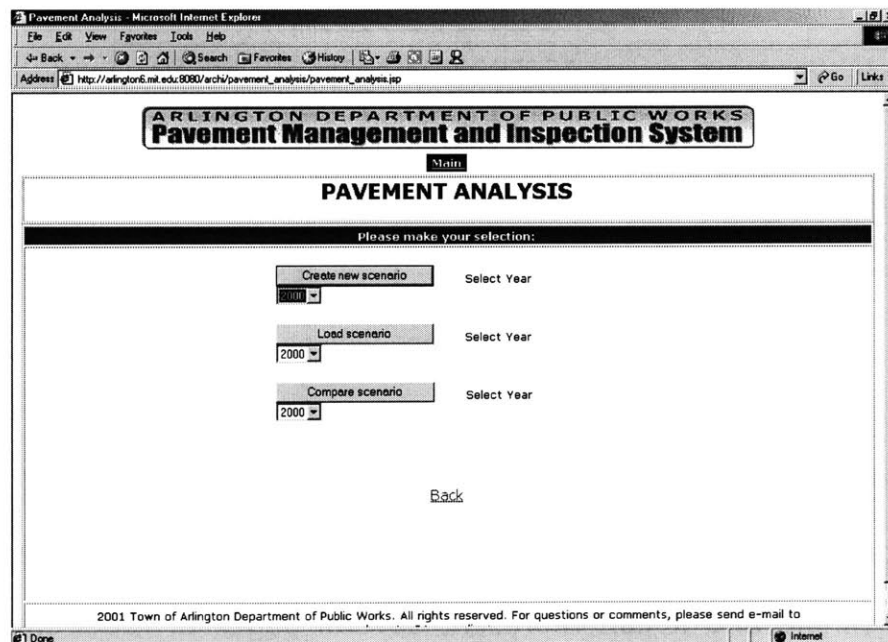 Pavement Analysis - Microsoft Internet Explorer
File Edit View Favorites Tools Help
Back Search Favorites History
Address http://arlington6.mit.edu:8080/archi/pavement_analysis/pavement_analysis.jsp Go Links
ARLINGTON DEPARTMENT OF PUBLIC WORKS
Pavement Management and Inspection System
Main
PAVEMENT ANALYSIS
Please make your selection:
Create new scenario Select Year
2000
Load scenario Select Year
2000
Compare scenario Select Year
2000
Back
2001 Town of Arlington Department of Public Works. All rights reserved. For questions or comments, please send e-mail to
Done Internet